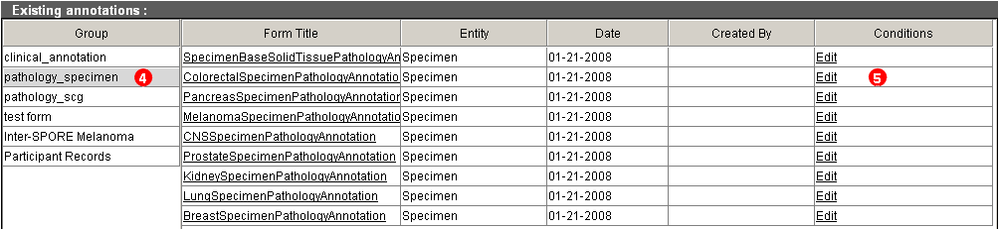 Existing annotations :
Group Form Title Entity Date Created By Conditions
clinical_annotation SpecimenBaseSolidTissuePathologyAn Specimen 01-21-2008 Edit
pathology_specimen 4 ColorectalSpecimenPathologyAnnotatio Specimen 01-21-2008 Edit 5
pathology_scg PancreasSpecimenPathologyAnnotation Specimen 01-21-2008 Edit
test form MelanomaSpecimenPathologyAnnotatio Specimen 01-21-2008 Edit
Inter-SPORE Melanoma CNSSpecimenPathologyAnnotation Specimen 01-21-2008 Edit
Participant Records ProstateSpecimenPathologyAnnotation Specimen 01-21-2008 Edit
KidneySpecimenPathologyAnnotation Specimen 01-21-2008 Edit
LungSpecimenPathologyAnnotation Specimen 01-21-2008 Edit
BreastSpecimenPathologyAnnotation Specimen 01-21-2008 Edit